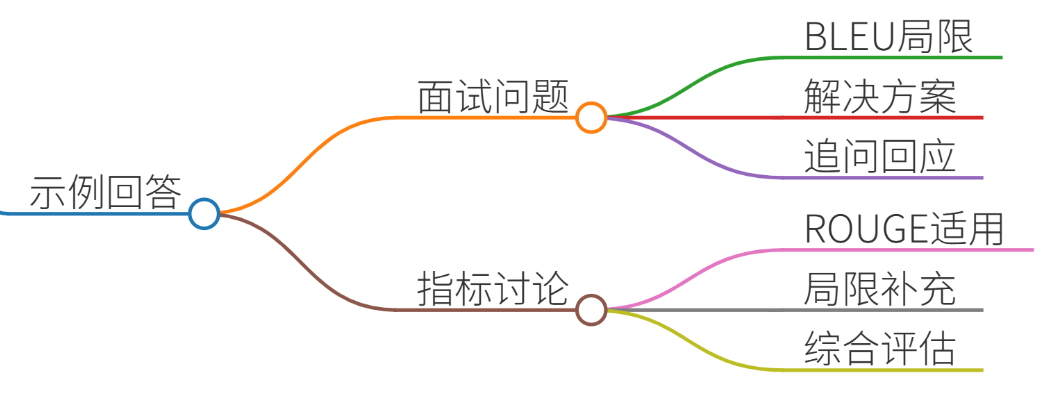 示例回答
面试问题
BLEU局限
解决方案
追问回应
指标讨论
ROUGE适用
局限补充
综合评估